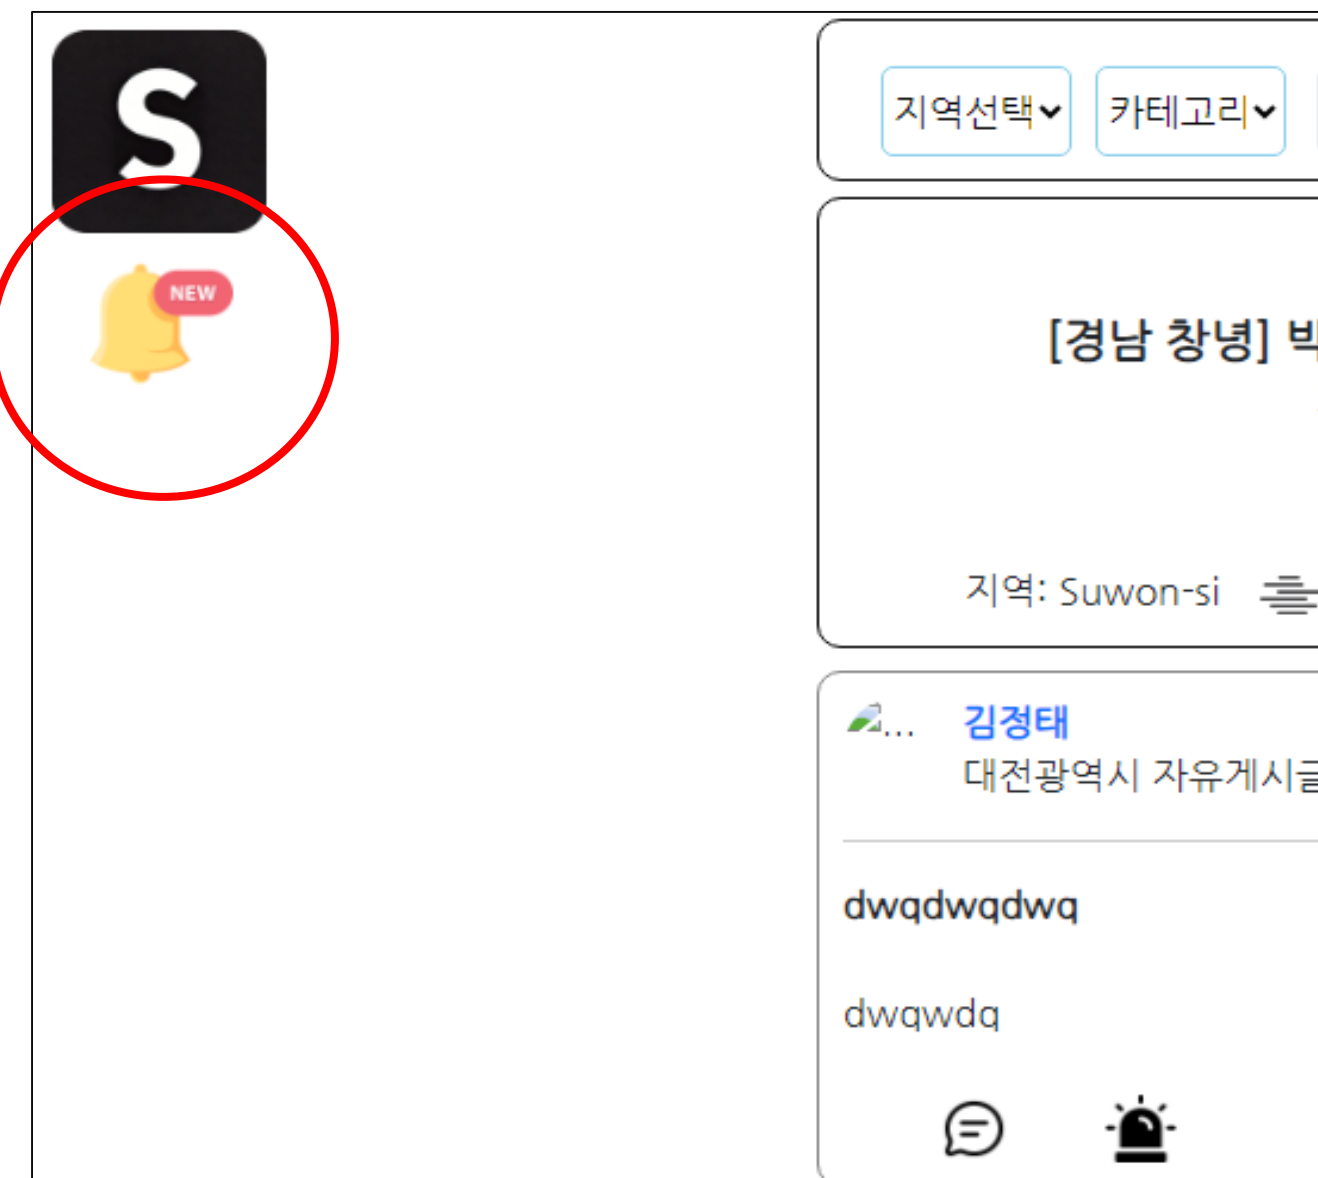 S
NEW
지역선택
카테고리
[경남 창녕]
지역: Suwon-si
...
김정태
대전광역시 자유게시글
dwqdwqdwq
dwqwdq